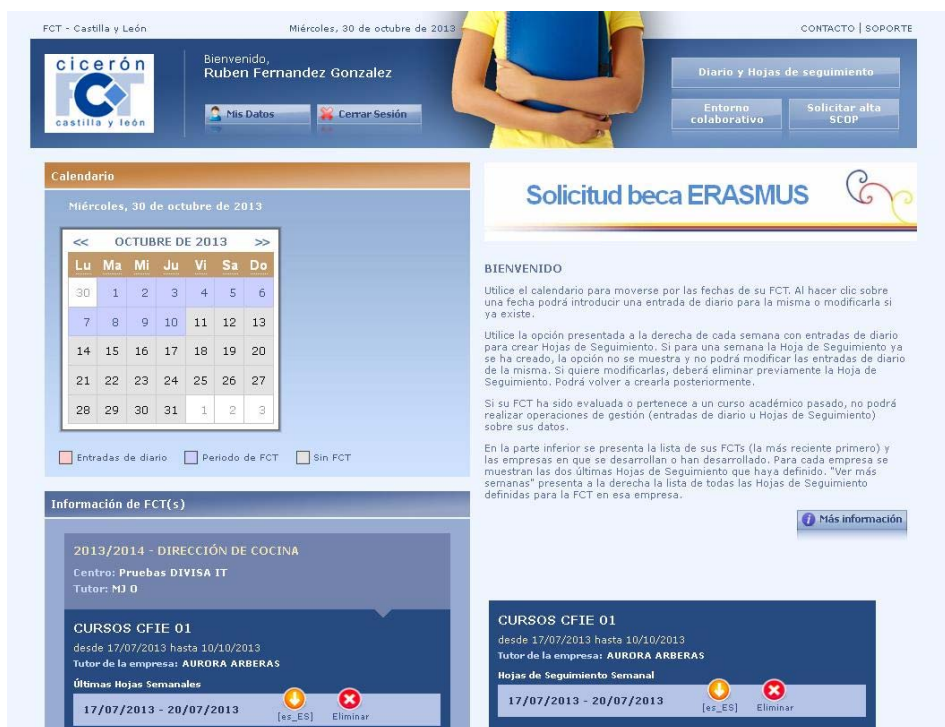 FCT - Castilla y León
Miércoles, 30 de octubre de 2013
CONTACTO | SOPORTE
cicerón
castilla y león
Bienvenido,
Ruben Fernandez Gonzalez
Mis Datos
Cerrar Sesión
Diario y Hojas de seguimiento
Entorno
colaborativo
Solicitar alta
SCOP
Calendario
Miércoles, 30 de octubre de 2013
<< OCTUBRE DE 2013 >>
Lu Ma Mi Ju Vi Sa Do
30 1 2 3 4 5 6
7 8 9 10 11 12 13
14 15 16 17 18 19 20
21 22 23 24 25 26 27
28 29 30 31 1 2 3
Entradas de diario Periodo de FCT Sin FCT
Solicitud beca ERASMUS
BIENVENIDO
Utilice el calendario para moverse por las fechas de su FCT. Al hacer clic sobre
una fecha podrá introducir una entrada de diario para la misma o modificarla si
ya existe.
Utilice la opción presentada a la derecha de cada semana con entradas de diario
para crear Hojas de Seguimiento. Si para una semana la Hoja de Seguimiento ya
se ha creado, la opción no se muestra y no podrá modificar las entradas de diario
de la misma. Si quiere modificarlas, deberá eliminar previamente la Hoja de
Seguimiento. Podrá volver a crearla posteriormente.
Si su FCT ha sido evaluada o pertenece a un curso académico pasado, no podrá
realizar operaciones de gestión (entradas de diario u Hojas de Seguimiento)
sobre sus datos.
En la parte inferior se presenta la lista de sus FCTs (la más reciente primero) y
las empresas en que se desarrollan o han desarrollado. Para cada empresa se
muestran las dos últimas Hojas de Seguimiento que haya definido. "Ver más
semanas" presenta a la derecha la lista de todas las Hojas de Seguimiento
definidas para la FCT en esa empresa.
Más información
Información de FCT(s)
2013/2014 - DIRECCIÓN DE COCINA
Centro: Pruebas DIVISA IT
Tutor: MJ O
CURSOS CFIE 01
desde 17/07/2013 hasta 10/10/2013
Tutor de la empresa: AURORA ARBERAS
Últimas Hojas Semanales
17/07/2013 - 20/07/2013
[es_ES]
Eliminar
CURSOS CFIE 01
desde 17/07/2013 hasta 10/10/2013
Tutor de la empresa: AURORA ARBERAS
Hojas de Seguimiento Semanal
17/07/2013 - 20/07/2013
[es_ES]
Eliminar